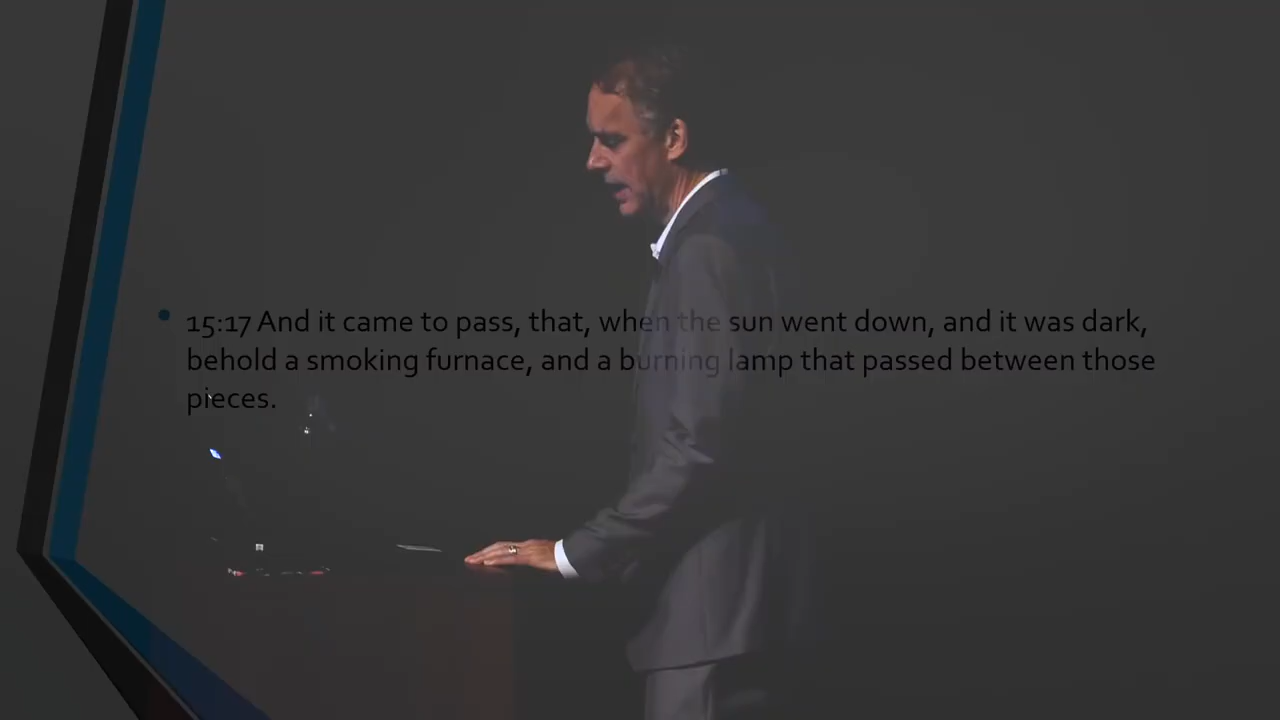 15:17 And it came to pass, that, when the sun went down, and it was dark,
behold a smoking furnace, and a burning lamp that passed between those
pieces.